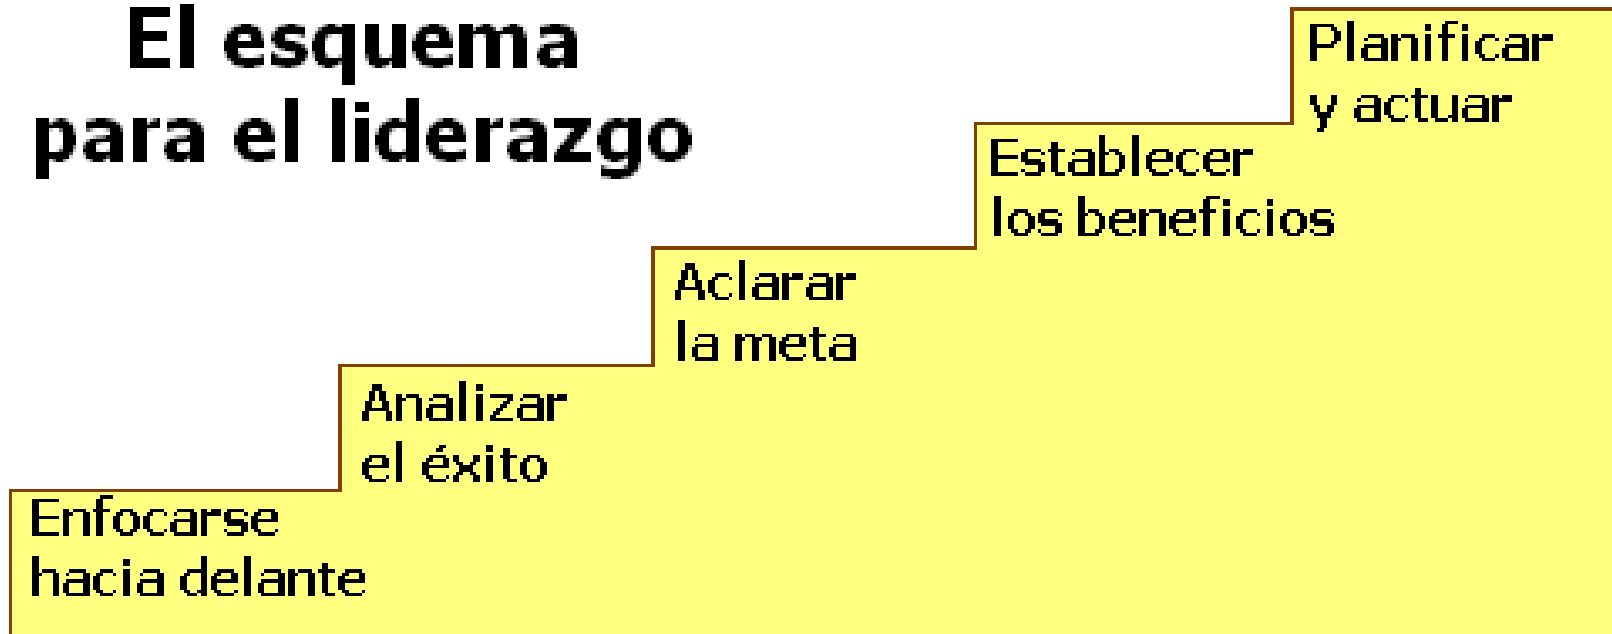 El esquema
para el liderazgo
Planificar
y actuar
Establecer
los beneficios
Aclarar
la meta
Analizar
el éxito
Enfocarse
hacia delante